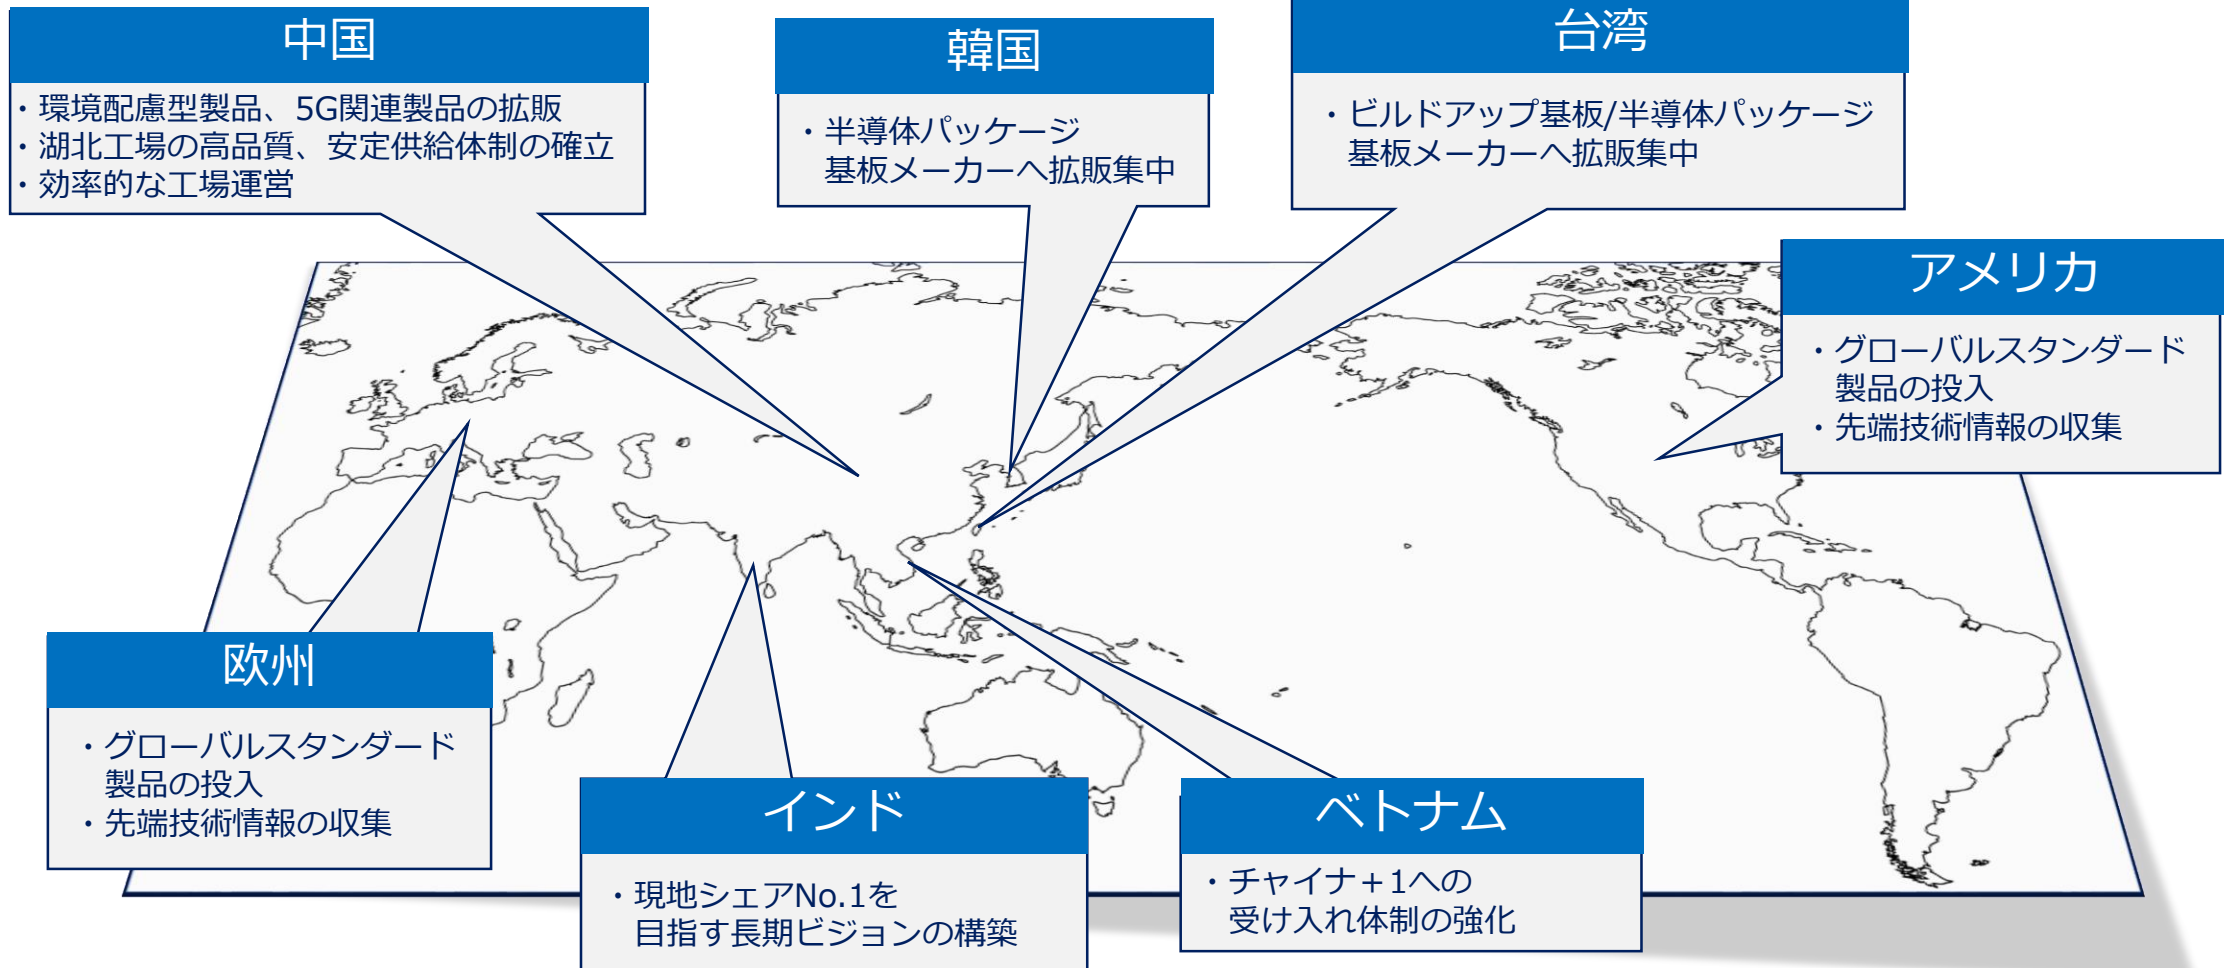 中国
・環境配慮型製品、5G関連製品の拡販
・湖北工場の高品質、安定供給体制の確立
・効率的な工場運営
韓国
・半導体パッケージ
基板メーカーへ拡販集中
台湾
・ビルドアップ基板/半導体パッケージ
基板メーカーへ拡販集中
アメリカ
・グローバルスタンダード
製品の投入
・先端技術情報の収集
欧州
・グローバルスタンダード
製品の投入
・先端技術情報の収集
インド
・現地シェアNo.1を
目指す長期ビジョンの構築
ベトナム
・チャイナ+1への
受け入れ体制の強化